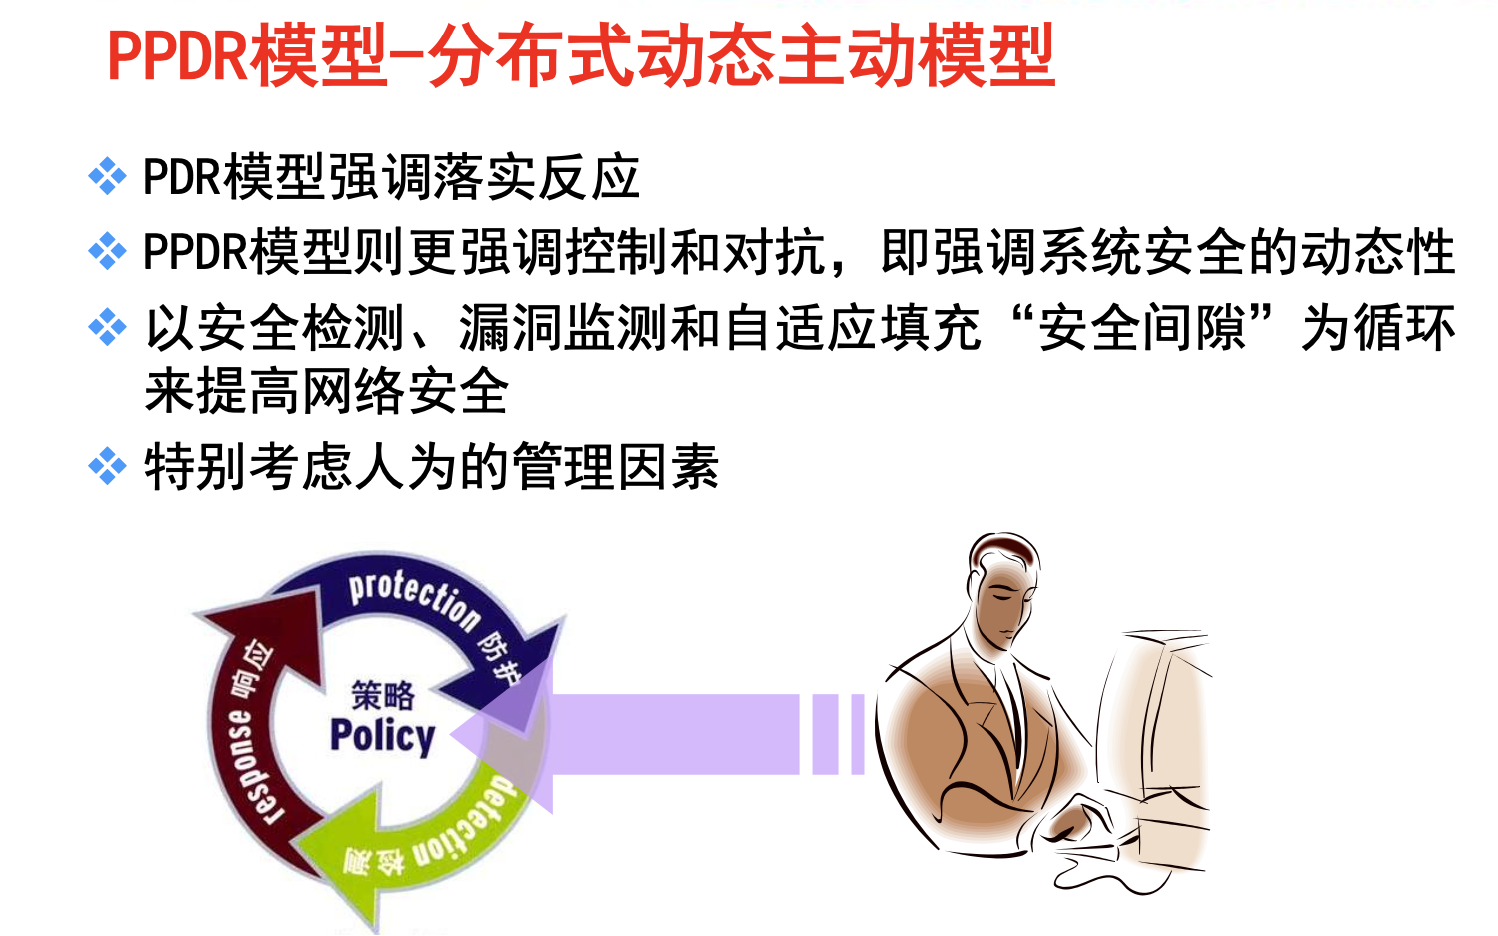 PPDR模型-分布式动态主动模型
PDR模型强调落实反应
PPDR模型则更强调控制和对抗，即强调系统安全的动态性
以安全检测、漏洞监测和自适应填充“安全间隙”为循环
来提高网络安全
特别考虑人为的管理因素
protection 防护
response 响应
策略
Policy
detection 检测